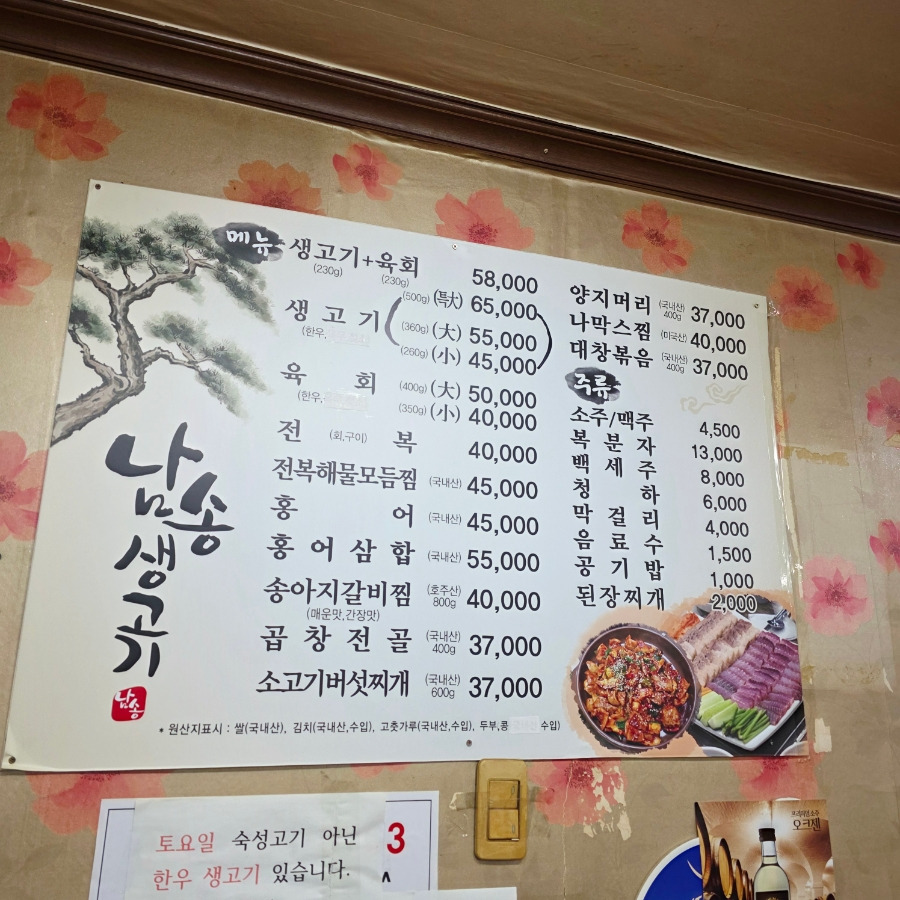 메뉴
생고기+육회 58,000
(230g) (230g)
생고기 (500g) (특大) 65,000
(한우,
(360g) (大) 55,000
(260g) (小) 45,000
육회 (400g) (大) 50,000
(한우,
(350g) (小) 40,000
전 (회,구이) 복 40,000
전복해물모듬찜 (국내산) 45,000
홍어 (국내산) 45,000
홍어삼합 (국내산) 55,000
송아지갈비찜 (호주산) 800g 40,000
(매운맛,간장맛)
곱창전골 (국내산) 400g 37,000
소고기버섯찌개 (국내산) 600g 37,000
양지머리 (국내산) 400g 37,000
나막스찜 (미국산) 40,000
대창볶음 (국내산) 400g 37,000
주류
소주/맥주 4,500
복분자 13,000
백세주 8,000
청하 6,000
막걸리 4,000
음료수 1,500
공기밥 1,000
된장찌개 2,000
남송
생고기
남송
* 원산지표시 : 쌀(국내산), 김치(국내산,수입), 고춧가루(국내산,수입), 두부,콩 수입)
토요일 숙성고기 아닌
한우 생고기 있습니다.
3
프리미엄 소주
오크젠